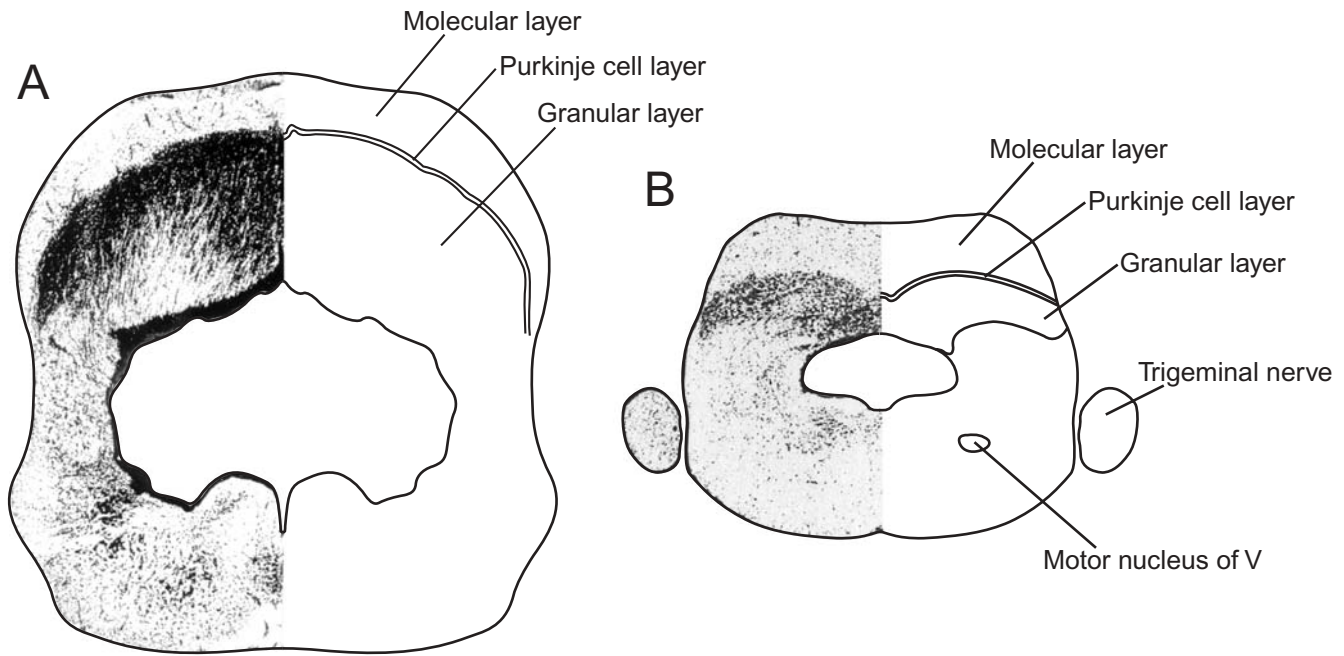 A
Molecular layer
Purkinje cell layer
Granular layer
B
Molecular layer
Purkinje cell layer
Granular layer
Trigeminal nerve
Motor nucleus of V